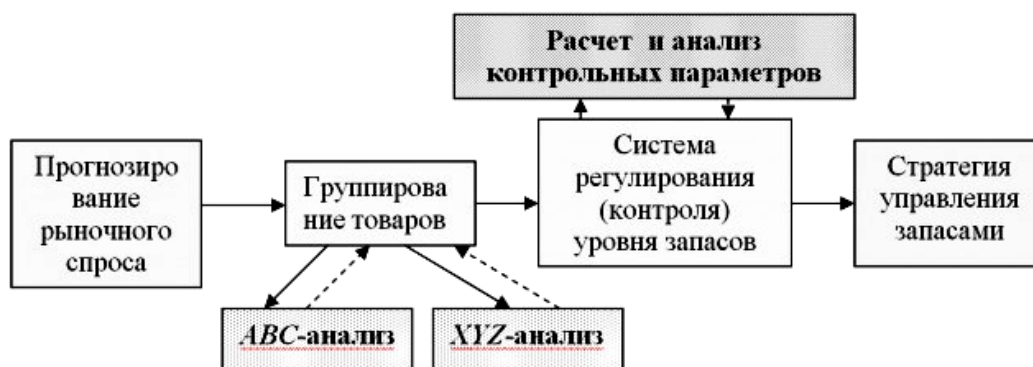 Расчет и анализ
контрольных параметров
Прогнозиро
вание
рыночного
спроса
Группирова
ние товаров
Система
регулирования
(контроля)
уровня запасов
Стратегия
управления
запасами
ABC-анализ
XYZ-анализ